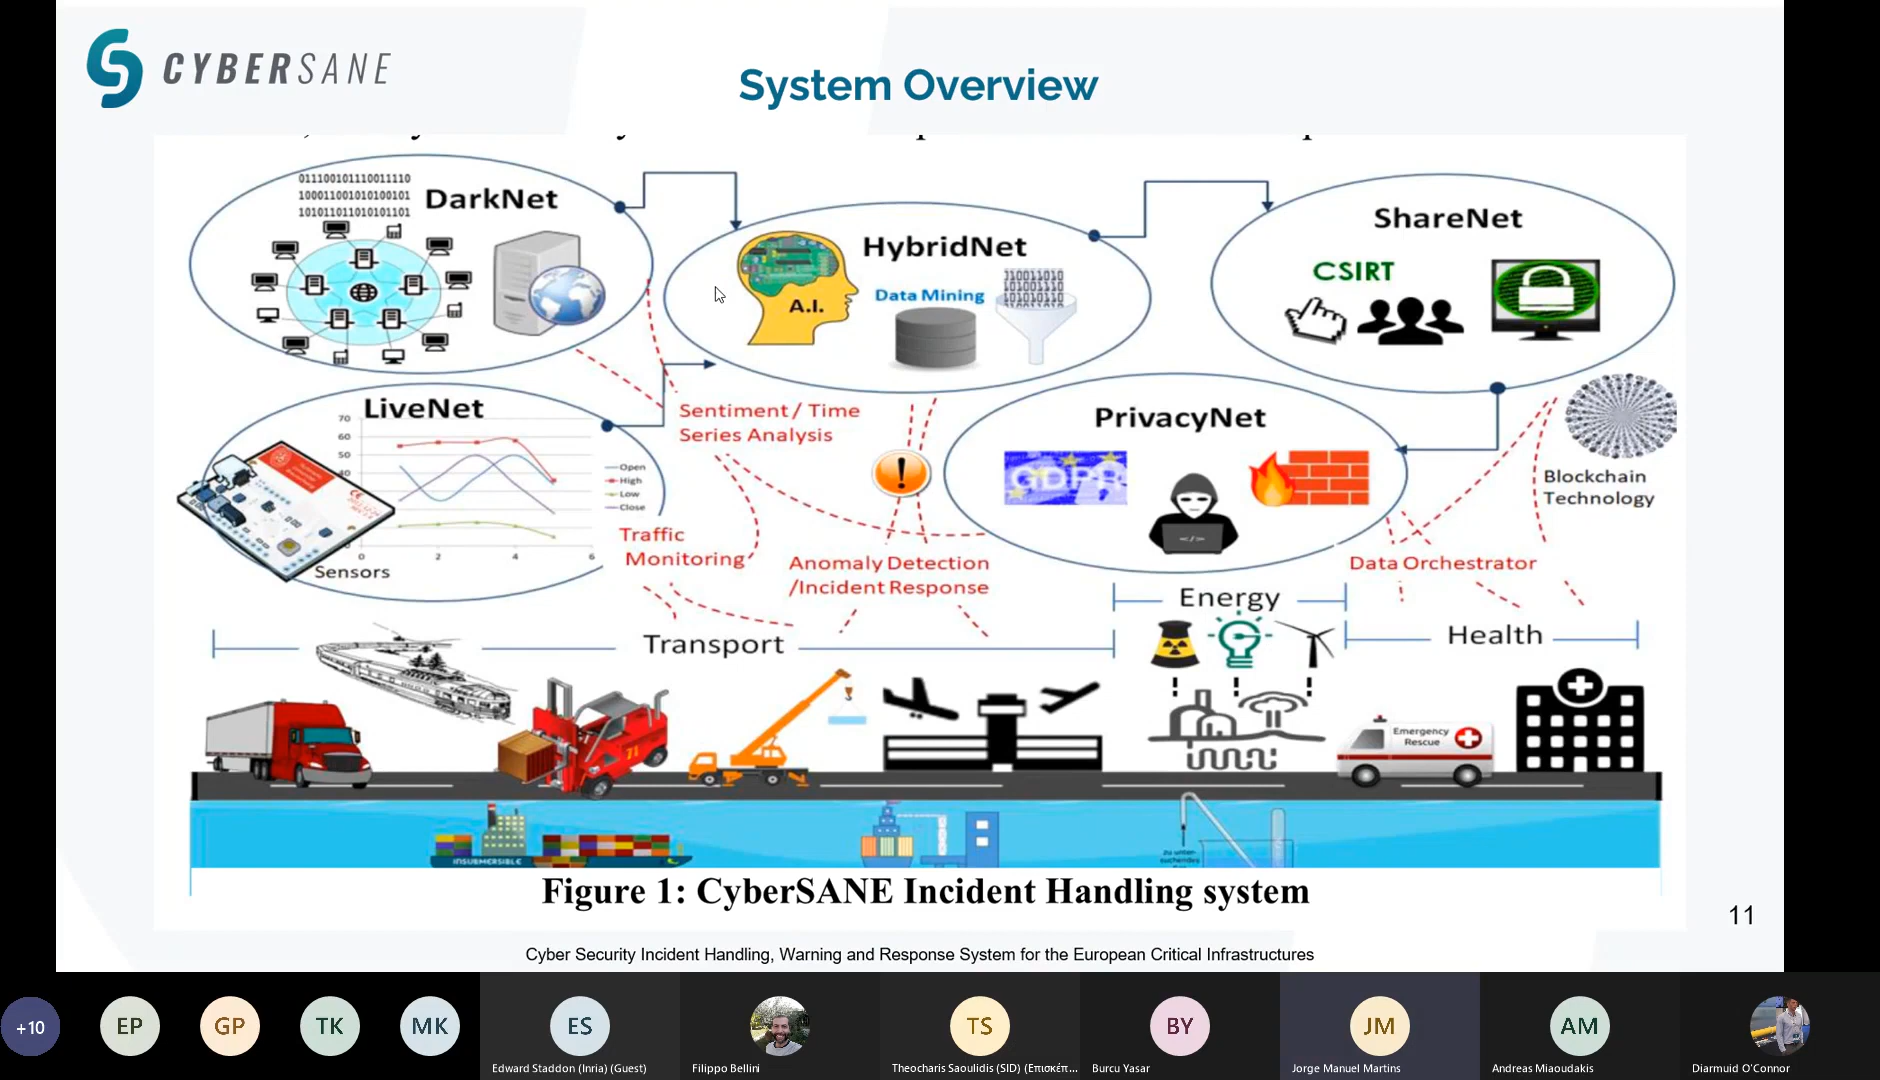 CYBERSANE
System Overview
011100101110011110
100011001010100101
101011011010101101
DarkNet
HybridNet
A.I.
Data Mining
ShareNet
CSIRT
LiveNet
70
60
50
40
0
2
4
6
Open
High
Low
Close
Sensors
Sentiment / Time
Series Analysis
Traffic
Monitoring
!
Anomaly Detection
/Incident Response
PrivacyNet
GDPR
</>
Blockchain
Technology
Data Orchestrator
Transport
Energy
Health
Emergency
Rescue
INSUBMERSIBLE
zu unter-
suchendes
Figure 1: CyberSANE Incident Handling system
11
Cyber Security Incident Handling, Warning and Response System for the European Critical Infrastructures
+10
EP
GP
TK
MK
ES
TS
BY
JM
AM
Edward Staddon (Inria) (Guest)
Filippo Bellini
Theocharis Saoulidis (SID) (Επισκέπ...
Burcu Yasar
Jorge Manuel Martins
Andreas Miaoudakis
Diarmuid O'Connor